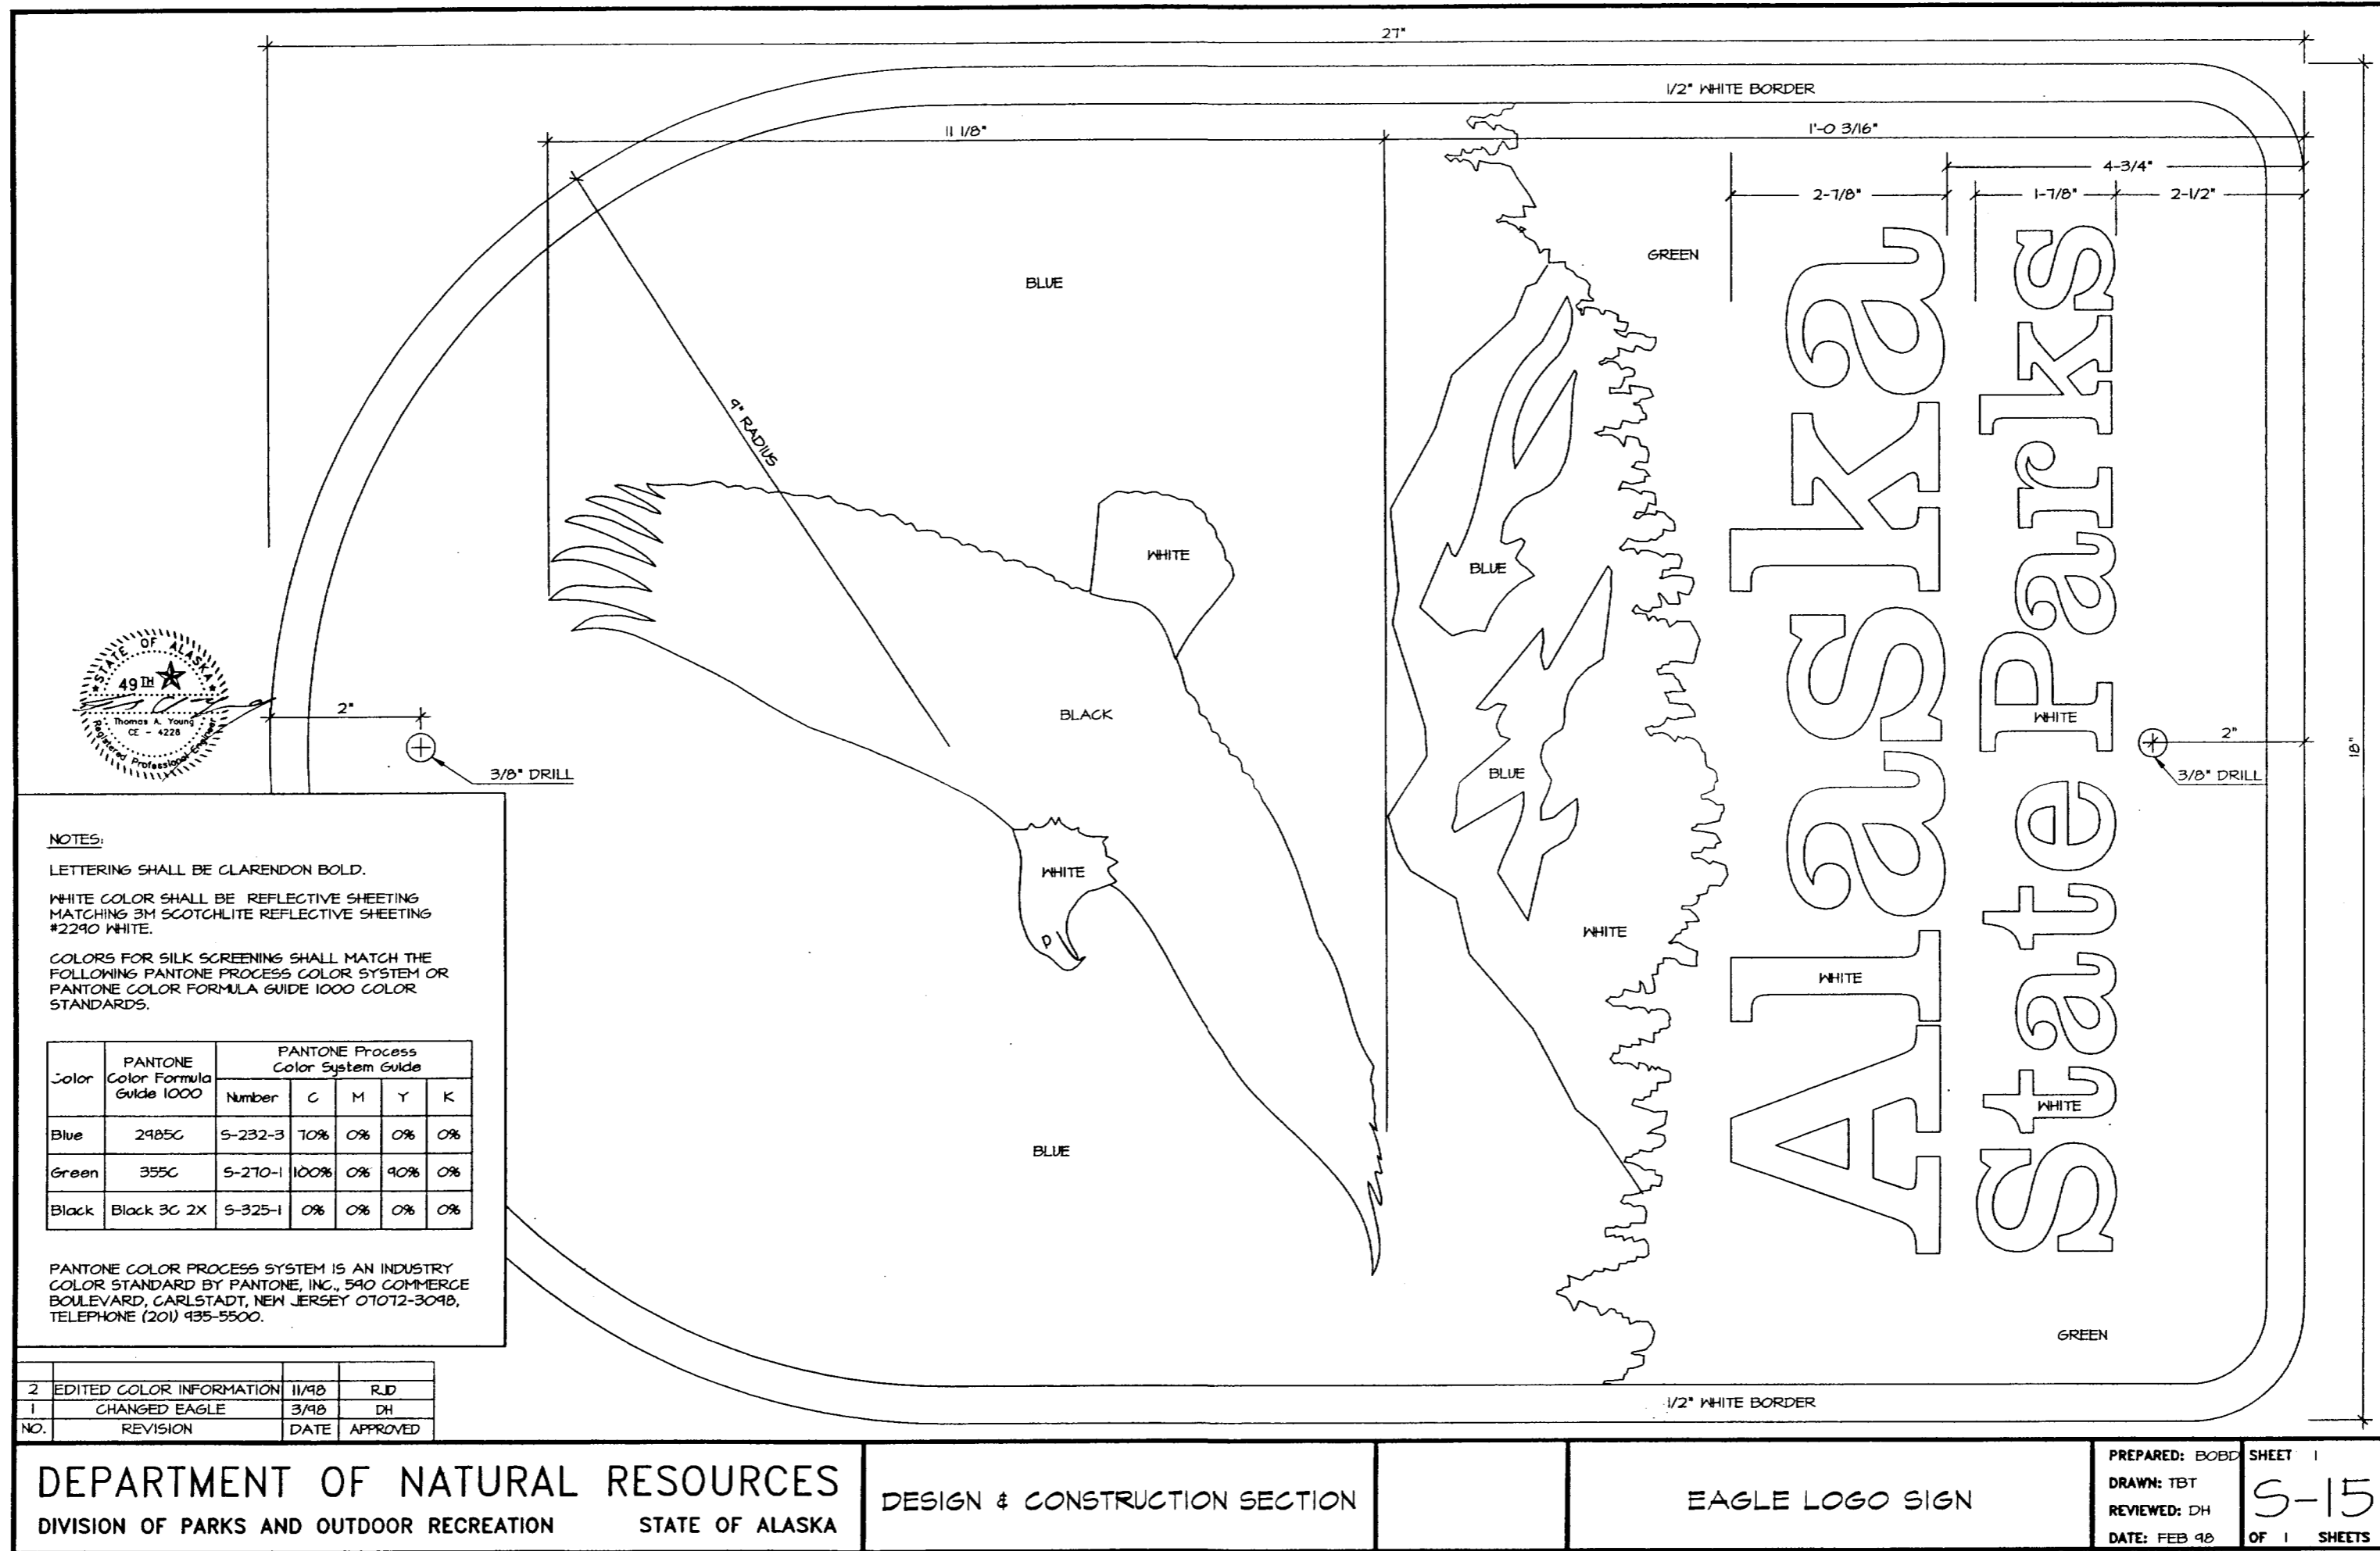 27"
1/2" WHITE BORDER
11 1/8"
1'-0 3/16"
4-3/4"
2-7/8"
1-7/8"
2-1/2"
GREEN
BLUE
9" RADIUS
WHITE
BLUE
BLACK
BLUE
WHITE
WHITE
BLUE
WHITE
WHITE
WHITE
Alaska
State Parks
GREEN
18"
2"
3/8" DRILL
2"
3/8" DRILL
1/2" WHITE BORDER
STATE OF ALASKA
49TH
Thomas A. Young
CE - 4228
Registered Professional Engineer
NOTES:
LETTERING SHALL BE CLARENDON BOLD.
WHITE COLOR SHALL BE REFLECTIVE SHEETING
MATCHING 3M SCOTCHLITE REFLECTIVE SHEETING
#2290 WHITE.
COLORS FOR SILK SCREENING SHALL MATCH THE
FOLLOWING PANTONE PROCESS COLOR SYSTEM OR
PANTONE COLOR FORMULA GUIDE 1000 COLOR
STANDARDS.
Color PANTONE Color Formula Guide 1000 PANTONE Process Color System Guide
Number C M Y K
Blue 2985C S-232-3 70% 0% 0% 0%
Green 355C S-270-1 100% 0% 90% 0%
Black Black 3C 2X S-325-1 0% 0% 0% 0%
PANTONE COLOR PROCESS SYSTEM IS AN INDUSTRY
COLOR STANDARD BY PANTONE, INC., 590 COMMERCE
BOULEVARD, CARLSTADT, NEW JERSEY 07072-3098,
TELEPHONE (201) 935-5500.
2 EDITED COLOR INFORMATION 11/98 RJD
1 CHANGED EAGLE 3/98 DH
NO. REVISION DATE APPROVED
DEPARTMENT OF NATURAL RESOURCES
DIVISION OF PARKS AND OUTDOOR RECREATION STATE OF ALASKA
DESIGN & CONSTRUCTION SECTION
EAGLE LOGO SIGN
PREPARED: BOBD
DRAWN: TBT
REVIEWED: DH
DATE: FEB 98
SHEET 1
S-15
OF 1 SHEETS